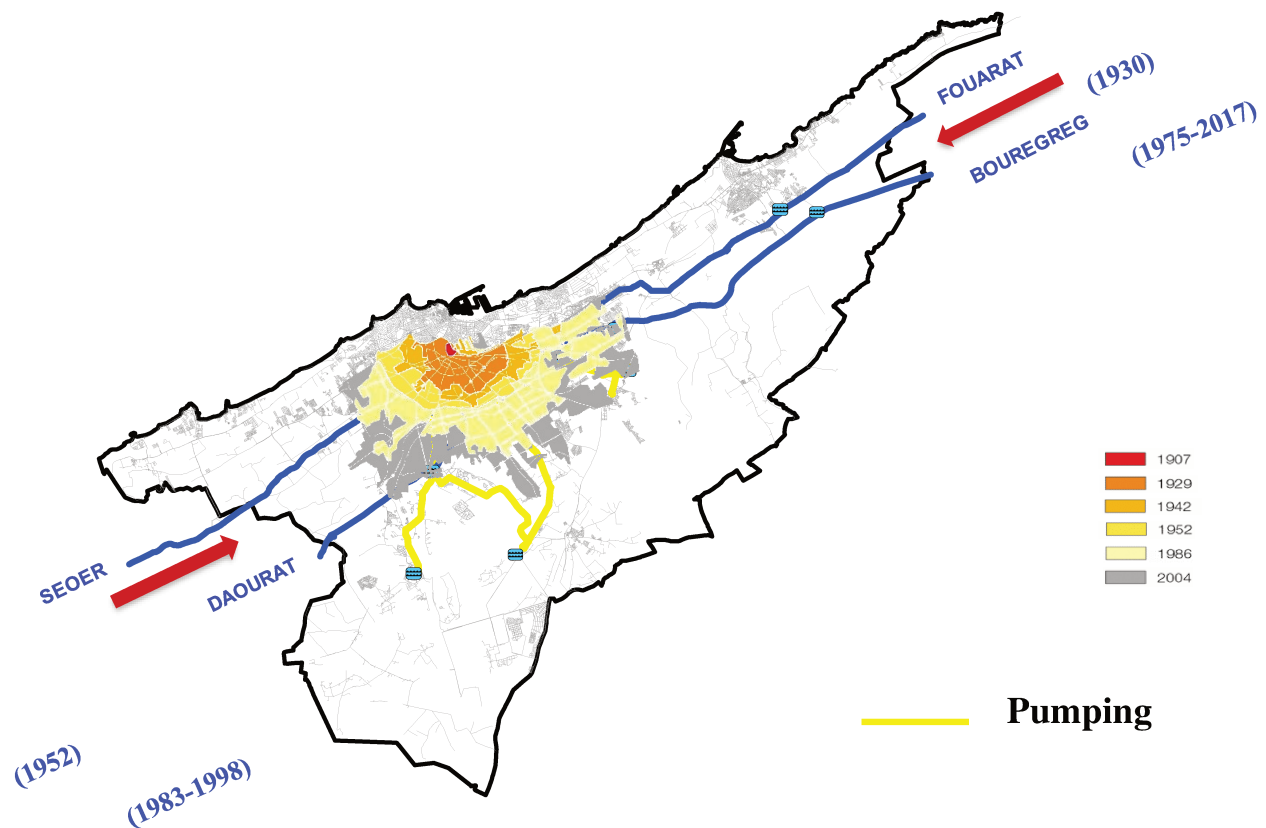 FOUARAT
(1930)
BOUREGREG
(1975-2017)
1907
1929
1942
1952
1986
2004
SEOER
DAOURAT
Pumping
(1952)
(1983-1998)